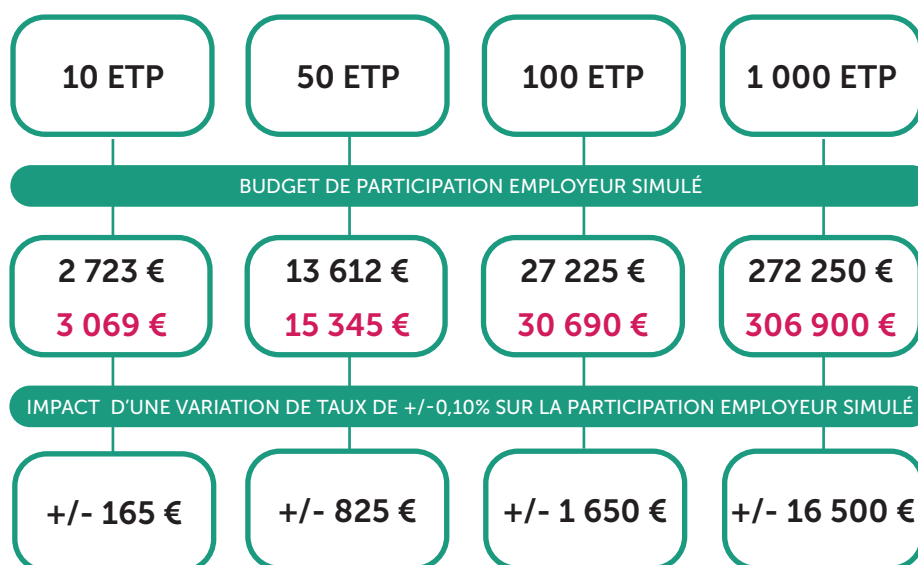 10 ETP
50 ETP
100 ETP
1 000 ETP
BUDGET DE PARTICIPATION EMPLOYEUR SIMULÉ
2 723 €
3 069 €
13 612 €
15 345 €
27 225 €
30 690 €
272 250 €
306 900 €
IMPACT D'UNE VARIATION DE TAUX DE +/-0,10% SUR LA PARTICIPATION EMPLOYEUR SIMULÉ
+/- 165 €
+/- 825 €
+/- 1 650 €
+/- 16 500 €